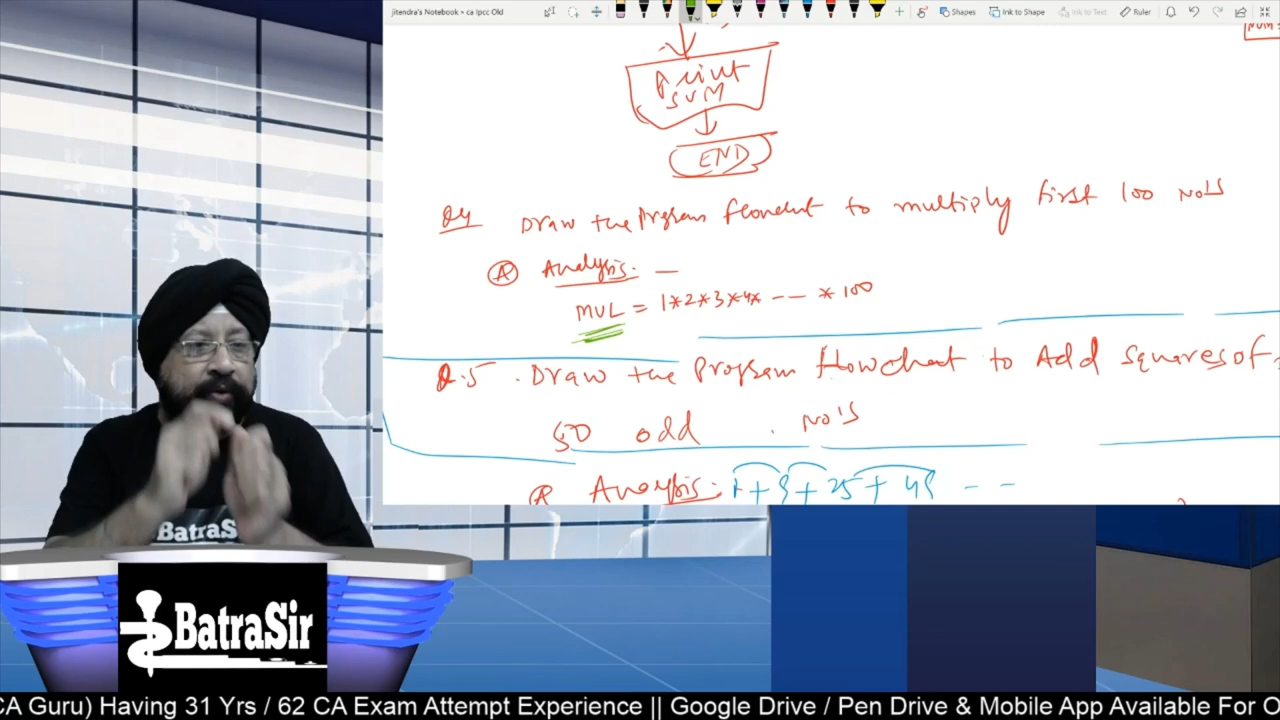 jitendra's Notebook > ca Ipcc Old
Shapes
Ink to Shape
Ink to Text
Ruler
print
SUM
END
Q4 Draw the Program flowchart to multiply first 100 No's
(A) Analysis. —
MUL = 1*2*3*4* -- — * 100
Q.5 . Draw the Program flowchart to Add squares of
50 odd . No's
A Analysis: 1 + 9 + 25 + 49 - -
BatraS
BatraSir
CA Guru) Having 31 Yrs / 62 CA Exam Attempt Experience || Google Drive / Pen Drive & Mobile App Available For O